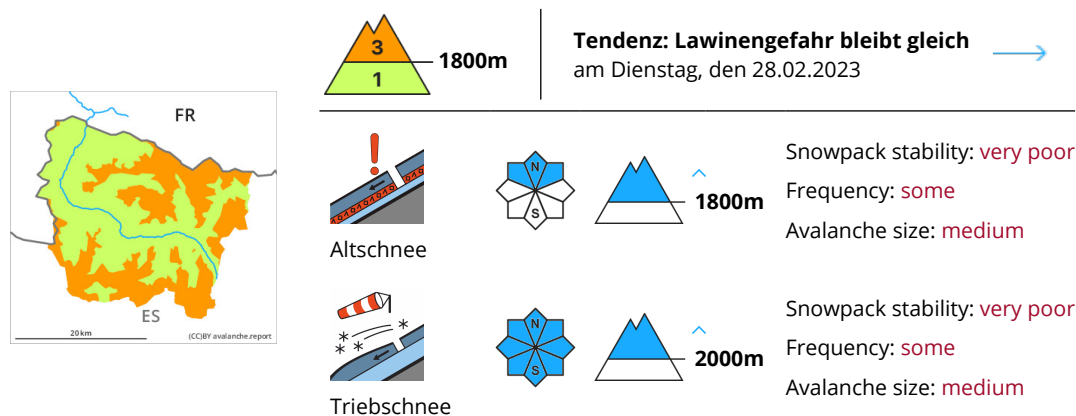 3
1
1800m
Tendenz: Lawinengefahr bleibt gleich
am Dienstag, den 28.02.2023
FR
ES
20 km
(CC)BY avalanche.report
Altschnee
N
S
1800m
Snowpack stability: very poor
Frequency: some
Avalanche size: medium
Triebschnee
N
S
2000m
Snowpack stability: very poor
Frequency: some
Avalanche size: medium